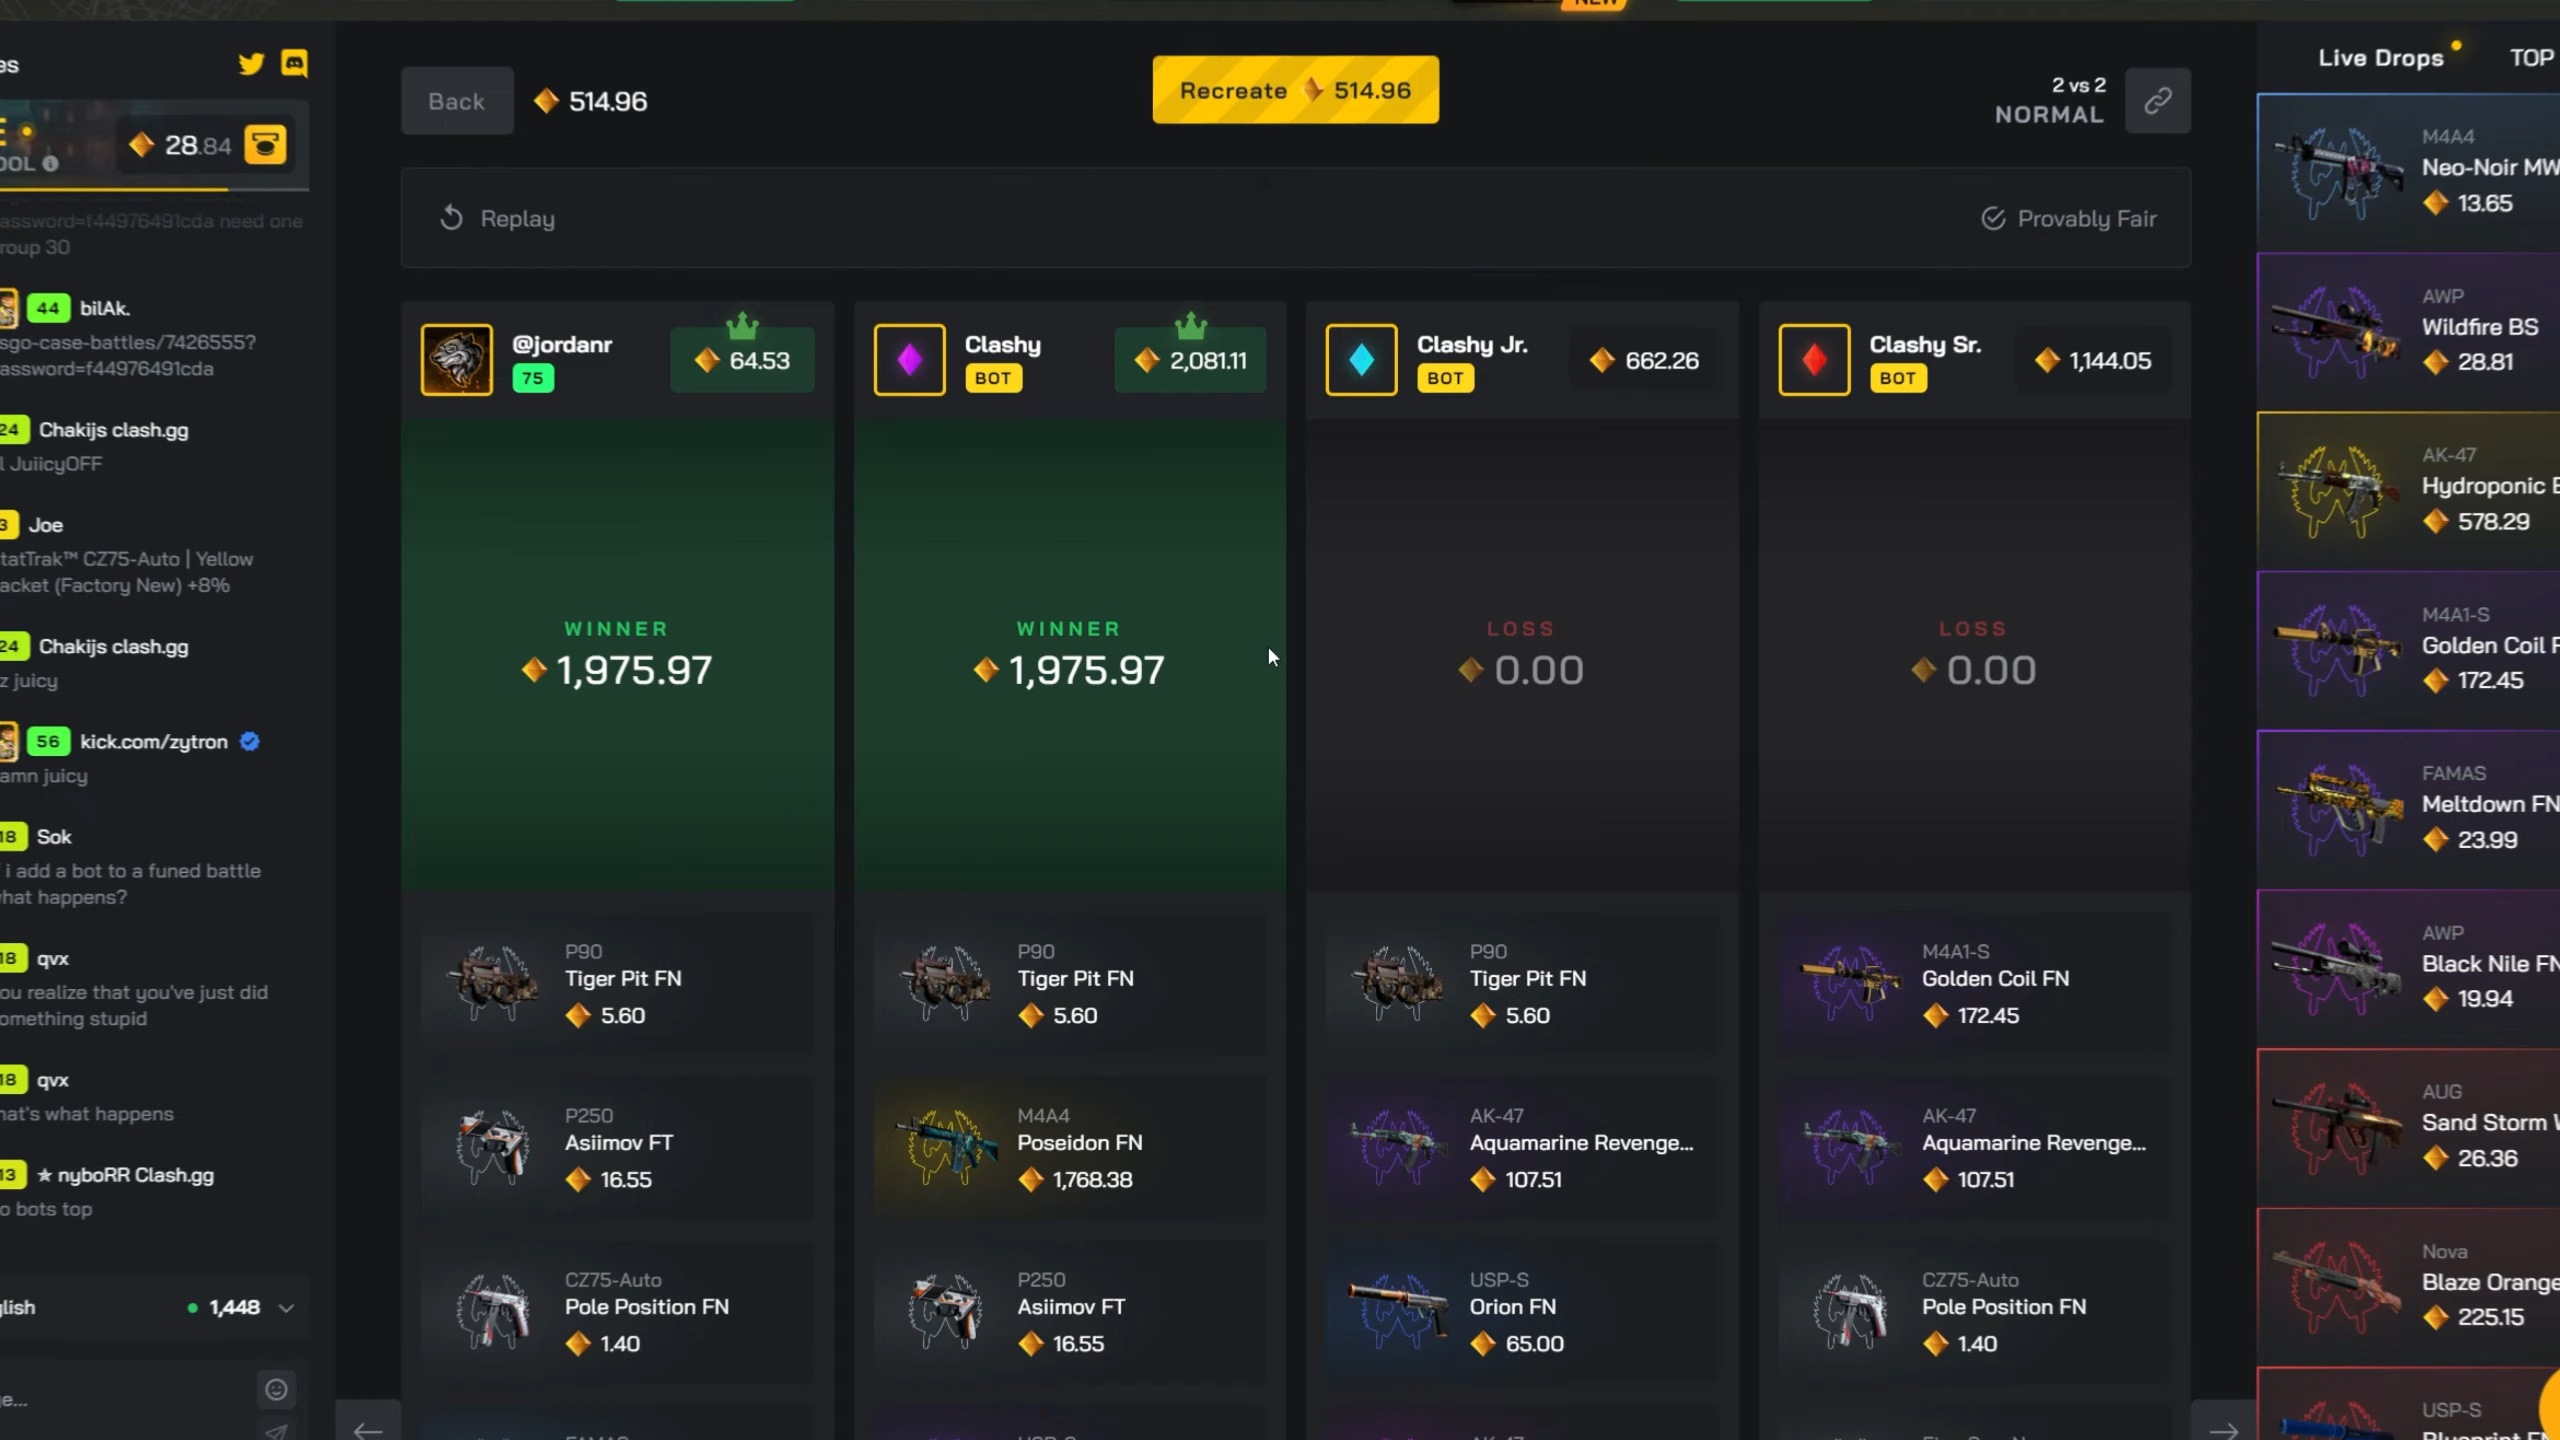 NEW
es
E
28.84
OOL
assword=f44976491cda need one
roup 30
44 bilAk.
sgo-case-battles/7426555?
assword=f44976491cda
24 Chakijs clash.gg
l JuiicyOFF
3 Joe
tatTrak™ CZ75-Auto | Yellow
acket (Factory New) +8%
24 Chakijs clash.gg
z juicy
56 kick.com/zytron
amn juicy
18 Sok
i add a bot to a funed battle
hat happens?
18 qvx
ou realize that you've just did
omething stupid
18 qvx
hat's what happens
13 ★ nyboRR Clash.gg
o bots top
lish 1,448
ge...
Back 514.96
Recreate 514.96
2 vs 2
NORMAL
Replay
Provably Fair
@jordanr
75
64.53
WINNER
1,975.97
P90
Tiger Pit FN
5.60
P250
Asiimov FT
16.55
CZ75-Auto
Pole Position FN
1.40
FAMAS
Clashy
BOT
2,081.11
WINNER
1,975.97
P90
Tiger Pit FN
5.60
M4A4
Poseidon FN
1,768.38
P250
Asiimov FT
16.55
USP-S
Clashy Jr.
BOT
662.26
LOSS
0.00
P90
Tiger Pit FN
5.60
AK-47
Aquamarine Revenge...
107.51
USP-S
Orion FN
65.00
AK-47
Clashy Sr.
BOT
1,144.05
LOSS
0.00
M4A1-S
Golden Coil FN
172.45
AK-47
Aquamarine Revenge...
107.51
CZ75-Auto
Pole Position FN
1.40
Live Drops TOP
M4A4
Neo-Noir MW
13.65
AWP
Wildfire BS
28.81
AK-47
Hydroponic
578.29
M4A1-S
Golden Coil F
172.45
FAMAS
Meltdown FN
23.99
AWP
Black Nile FN
19.94
AUG
Sand Storm
26.36
Nova
Blaze Orange
225.15
USP-S
Blueprint FN